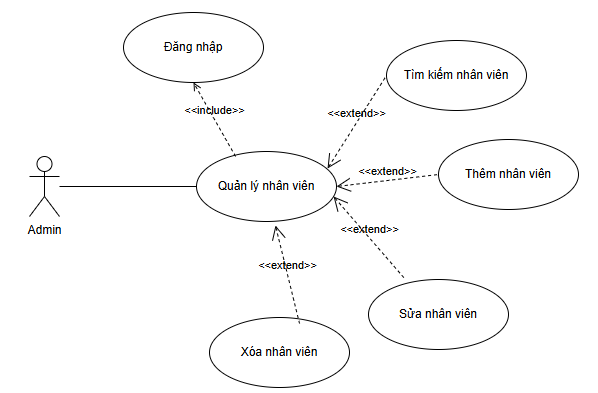 Đăng nhập
Tìm kiếm nhân viên
<<include>>
<<extend>>
<<extend>>
Thêm nhân viên
Quản lý nhân viên
Admin
<<extend>>
<<extend>>
Sửa nhân viên
Xóa nhân viên